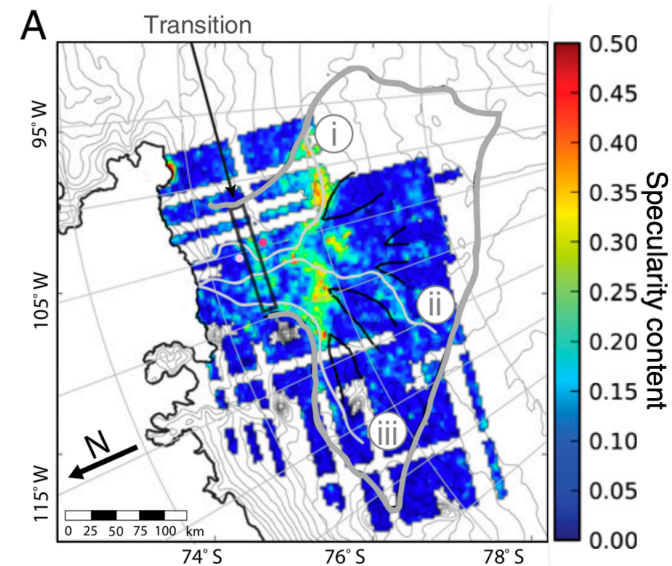 A
Transition
95°W
105°W
115°W
i
ii
iii
N
0 25 50 75 100 km
74°S 76°S 78°S
0.50
0.45
0.40
0.35
0.30
0.25
0.20
0.15
0.10
0.05
0.00
Specularity content